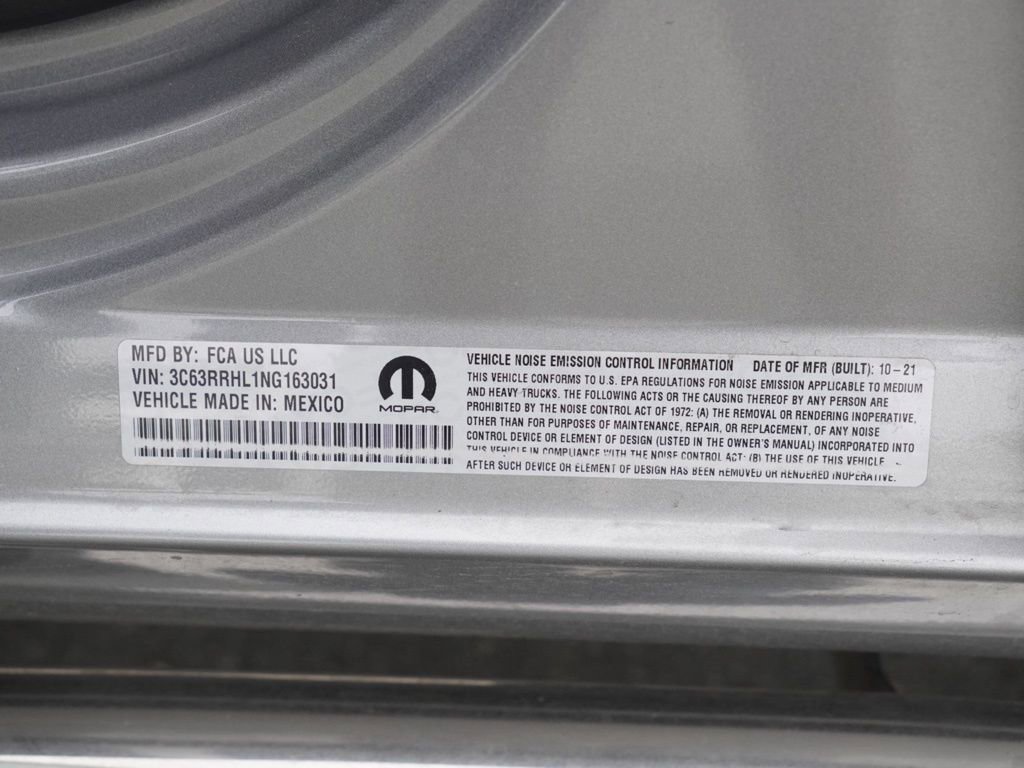 MFD BY: FCA US LLC
VIN: 3C63RRHL1NG163031
VEHICLE MADE IN: MEXICO
MOPAR
VEHICLE NOISE EMISSION CONTROL INFORMATION DATE OF MFR (BUILT): 10-21
THIS VEHICLE CONFORMS TO U.S. EPA REGULATIONS FOR NOISE EMISSION APPLICABLE TO MEDIUM
AND HEAVY TRUCKS. THE FOLLOWING ACTS OR THE CAUSING THEREOF BY ANY PERSON ARE
PROHIBITED BY THE NOISE CONTROL ACT OF 1972: (A) THE REMOVAL OR RENDERING INOPERATIVE,
OTHER THAN FOR PURPOSES OF MAINTENANCE, REPAIR, OR REPLACEMENT, OF ANY NOISE
CONTROL DEVICE OR ELEMENT OF DESIGN (LISTED IN THE OWNER'S MANUAL) INCORPORATED INTO
THIS VEHICLE IN COMPLIANCE WITH THE NOISE CONTROL ACT: (B) THE USE OF THIS VEHICLE
AFTER SUCH DEVICE OR ELEMENT OF DESIGN HAS BEEN REMOVED OR RENDERED INOPERATIVE.